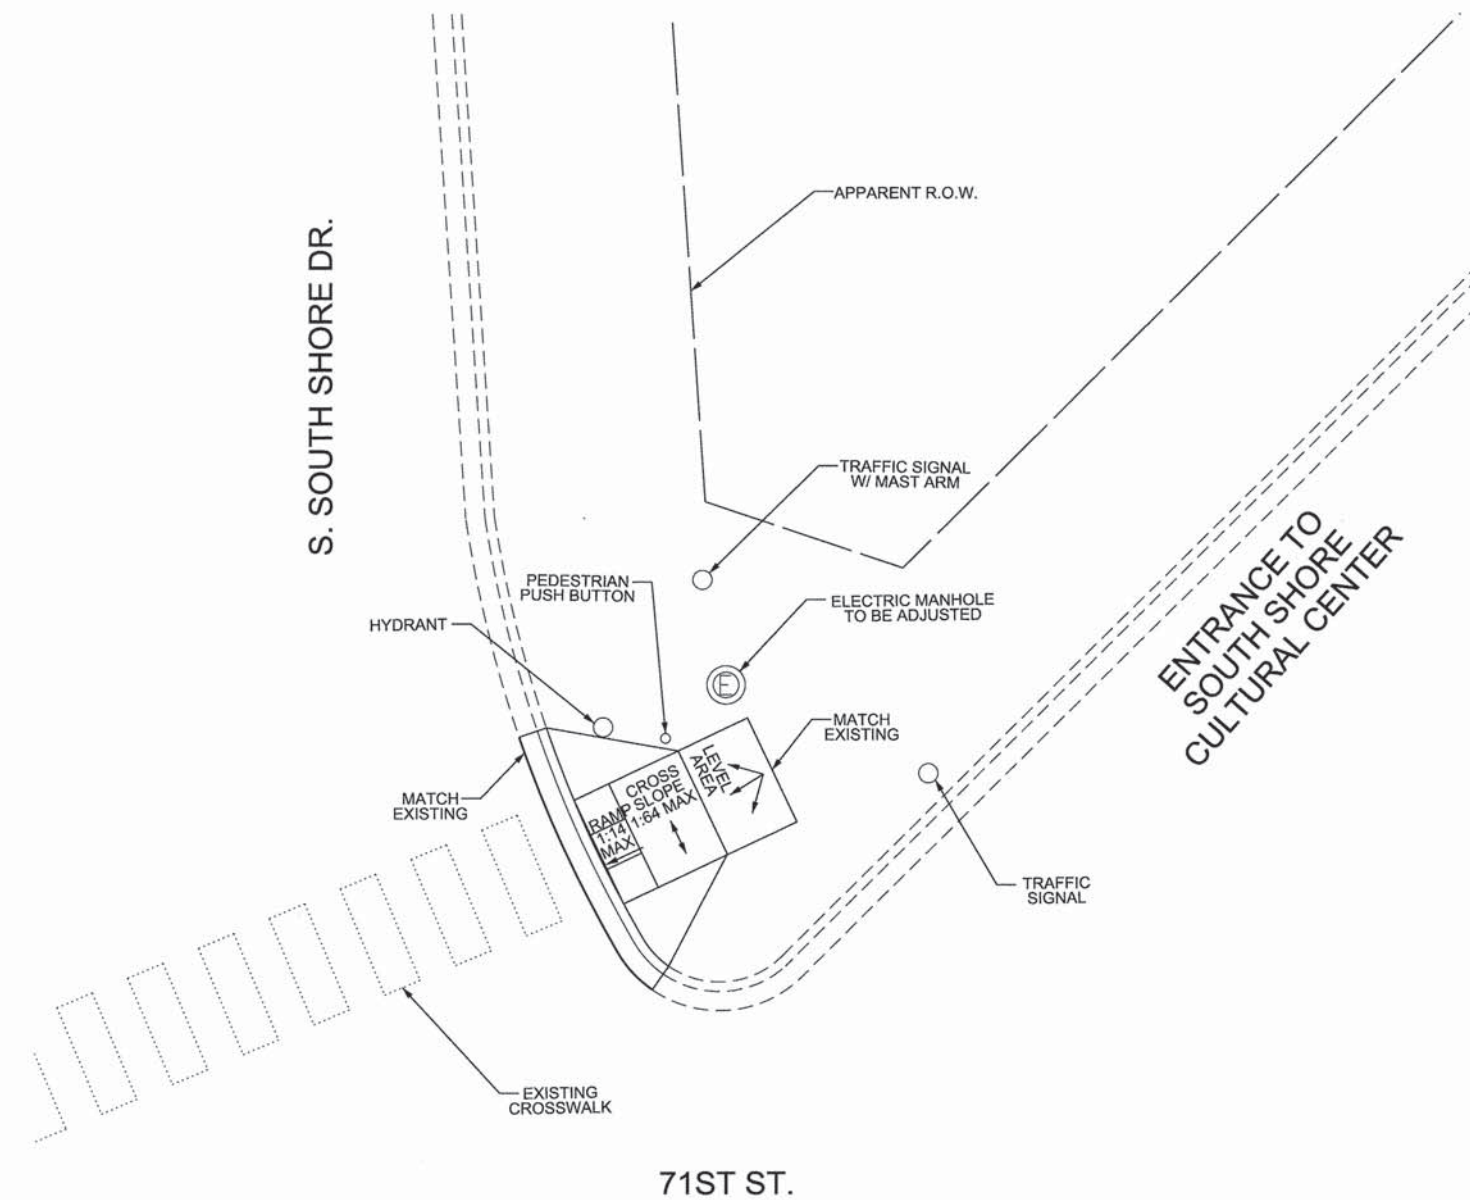 S. SOUTH SHORE DR.
APPARENT R.O.W.
TRAFFIC SIGNAL
W/ MAST ARM
PEDESTRIAN
PUSH BUTTON
ELECTRIC MANHOLE
TO BE ADJUSTED
HYDRANT
ENTRANCE TO
SOUTH SHORE
CULTURAL CENTER
E
MATCH
EXISTING
LEVEL
AREA
CROSS
SLOPE
1:64 MAX
RAMP
1:14
MAX
MATCH
EXISTING
TRAFFIC
SIGNAL
EXISTING
CROSSWALK
71ST ST.